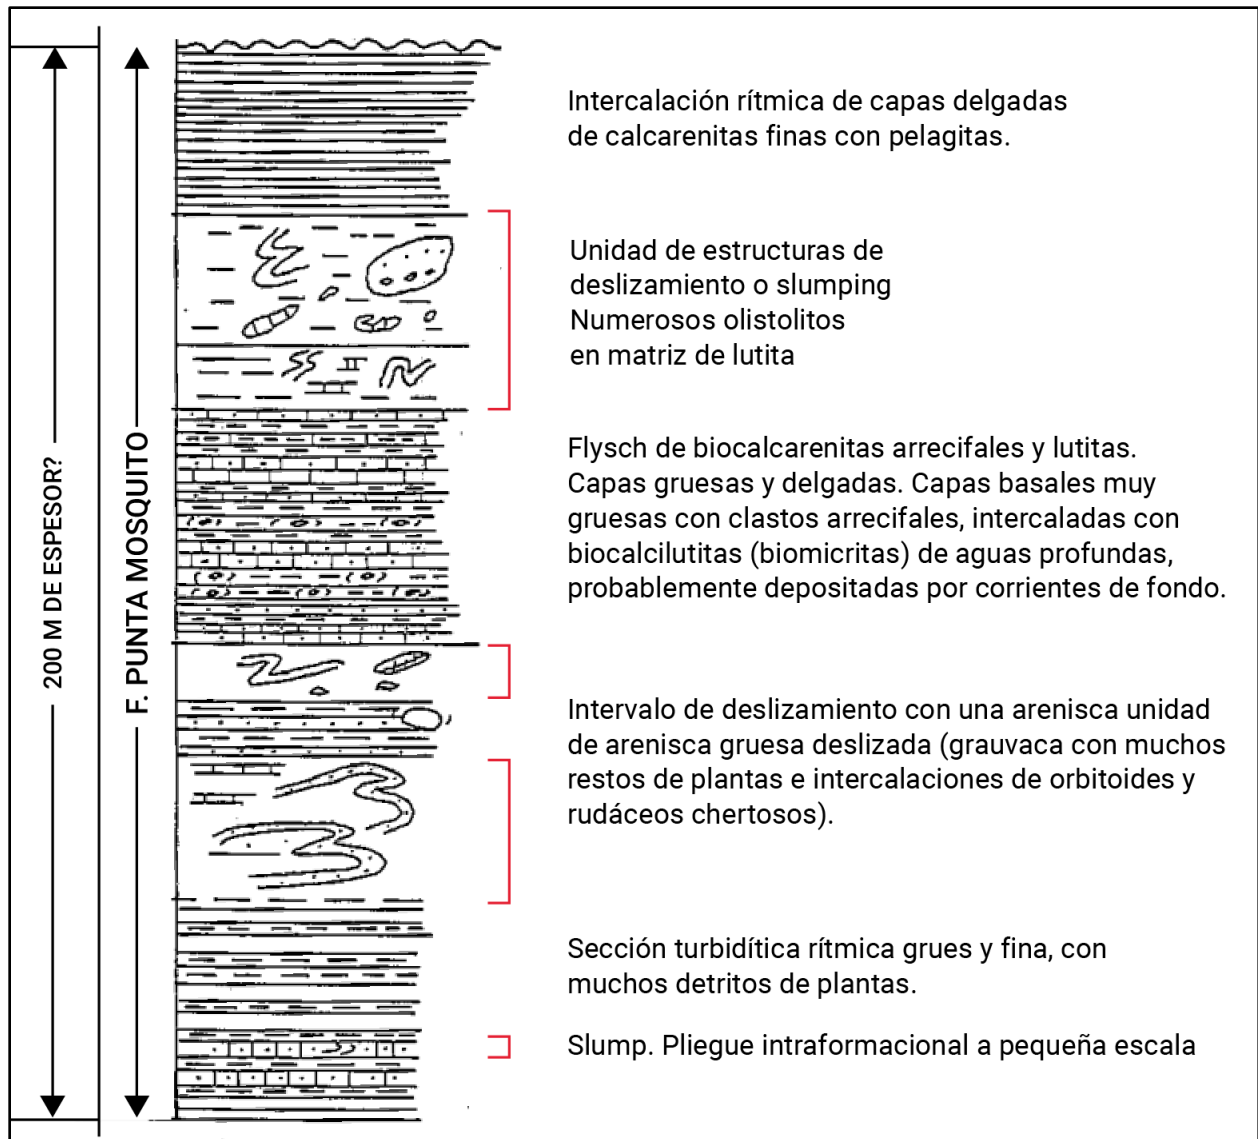 200 M DE ESPESOR?
F. PUNTA MOSQUITO
Intercalación rítmica de capas delgadas
de calcarenitas finas con pelagitas.
Unidad de estructuras de
deslizamiento o slumping
Numerosos olistolitos
en matriz de lutita
Flysch de biocalcarenitas arrecifales y lutitas.
Capas gruesas y delgadas. Capas basales muy
gruesas con clastos arrecifales, intercaladas con
biocalcilutitas (biomicritas) de aguas profundas,
probablemente depositadas por corrientes de fondo.
Intervalo de deslizamiento con una arenisca unidad
de arenisca gruesa deslizada (grauvaca con muchos
restos de plantas e intercalaciones de orbitoides y
rudáceos chertosos).
Sección turbidítica rítmica grues y fina, con
muchos detritos de plantas.
Slump. Pliegue intraformacional a pequeña escala